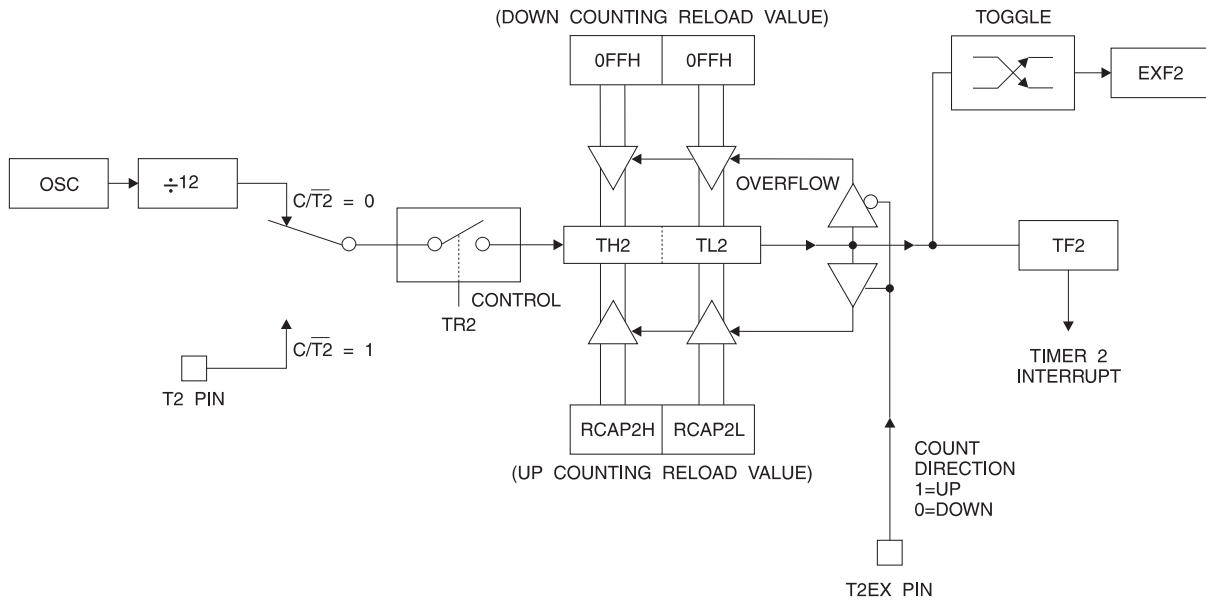 (DOWN COUNTING RELOAD VALUE)
TOGGLE
0FFH
0FFH
EXF2
OSC
÷12
C/T2̅ = 0
OVERFLOW
TH2
TL2
TF2
CONTROL
TR2
C/T2̅ = 1
T2 PIN
TIMER 2
INTERRUPT
RCAP2H
RCAP2L
(UP COUNTING RELOAD VALUE)
COUNT
DIRECTION
1=UP
0=DOWN
T2EX PIN